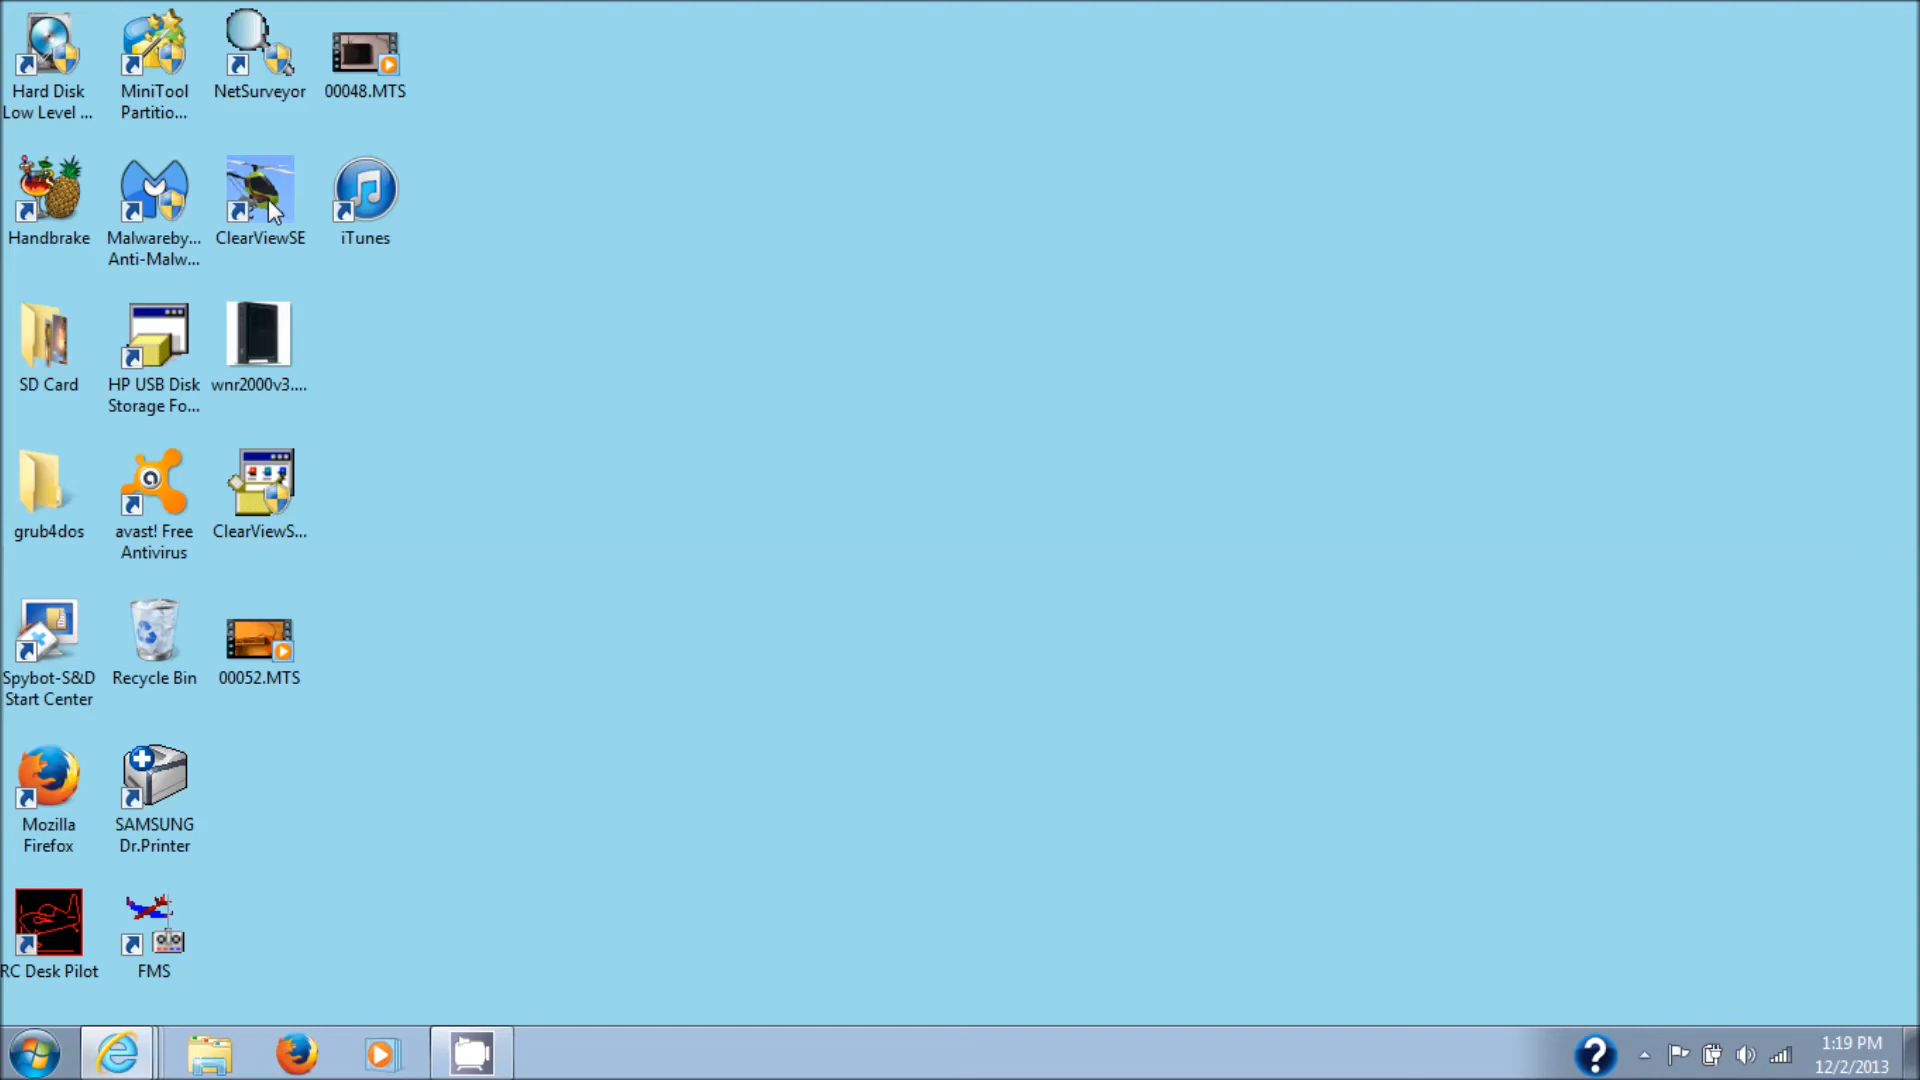 Hard Disk
Low Level ...
MiniTool
Partitio...
NetSurveyor
00048.MTS
Handbrake
Malwareby...
Anti-Malw...
ClearViewSE
iTunes
SD Card
HP USB Disk
Storage Fo...
wnr2000v3....
grub4dos
avast! Free
Antivirus
ClearViewS...
Spybot-S&D
Start Center
Recycle Bin
00052.MTS
Mozilla
Firefox
SAMSUNG
Dr.Printer
RC Desk Pilot
FMS
1:19 PM
12/2/2013